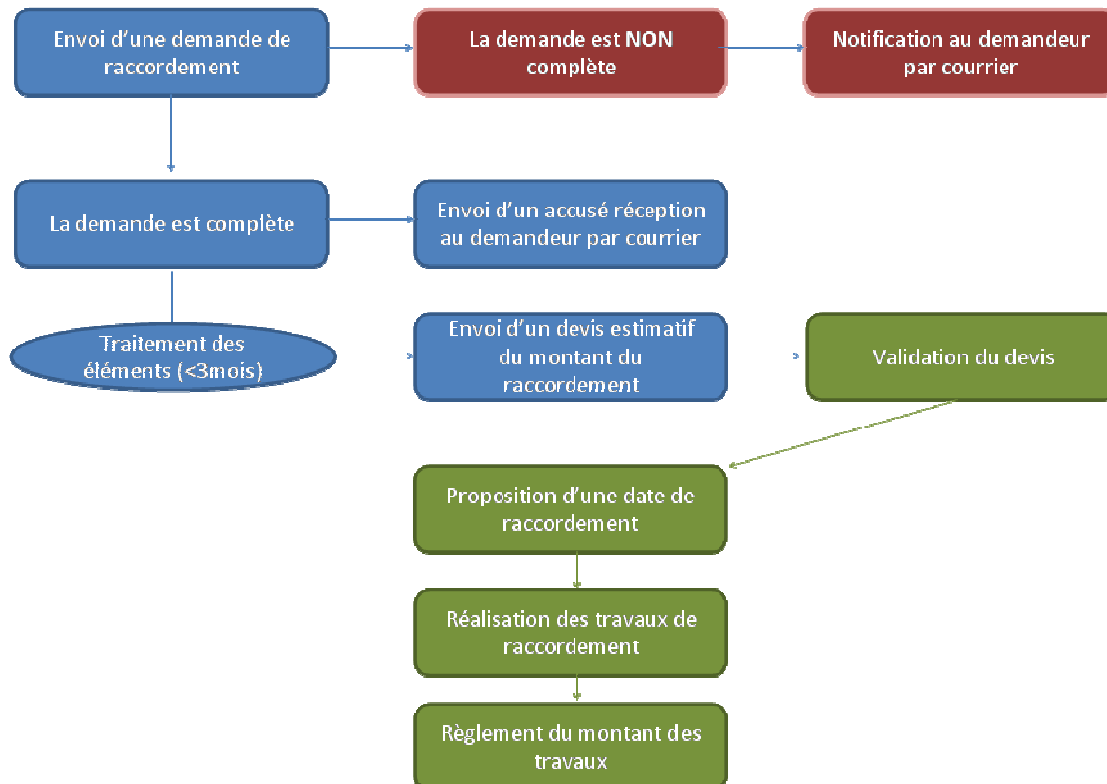 Envoi d'une demande de
raccordement
La demande est NON
complète
Notification au demandeur
par courrier
La demande est complète
Envoi d'un accusé réception
au demandeur par courrier
Traitement des
éléments (<3mois)
Envoi d'un devis estimatif
du montant du
raccordement
Validation du devis
Proposition d'une date de
raccordement
Réalisation des travaux de
raccordement
Règlement du montant des
travaux